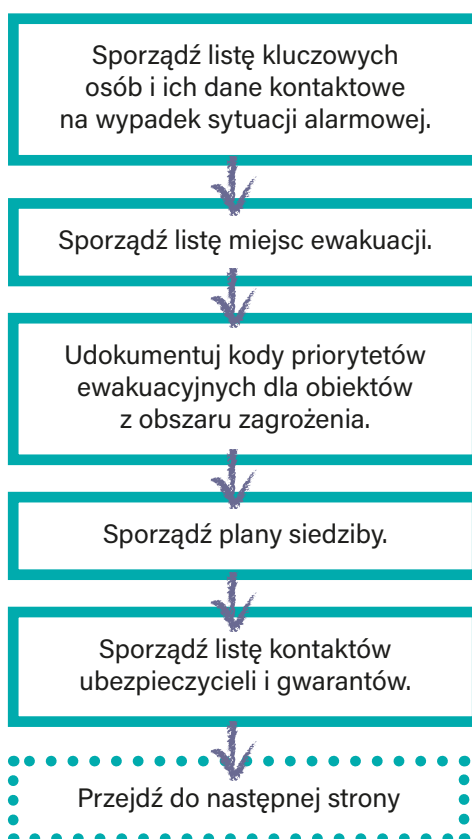 Sporządź listę kluczowych
osób i ich dane kontaktowe
na wypadek sytuacji alarmowej.
Sporządź listę miejsc ewakuacji.
Udokumentuj kody priorytetów
ewakuacyjnych dla obiektów
z obszaru zagrożenia.
Sporządź plany siedziby.
Sporządź listę kontaktów
ubezpieczycieli i gwarantów.
Przejdź do następnej strony